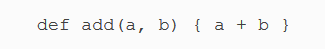 def add(a, b) { a + b }